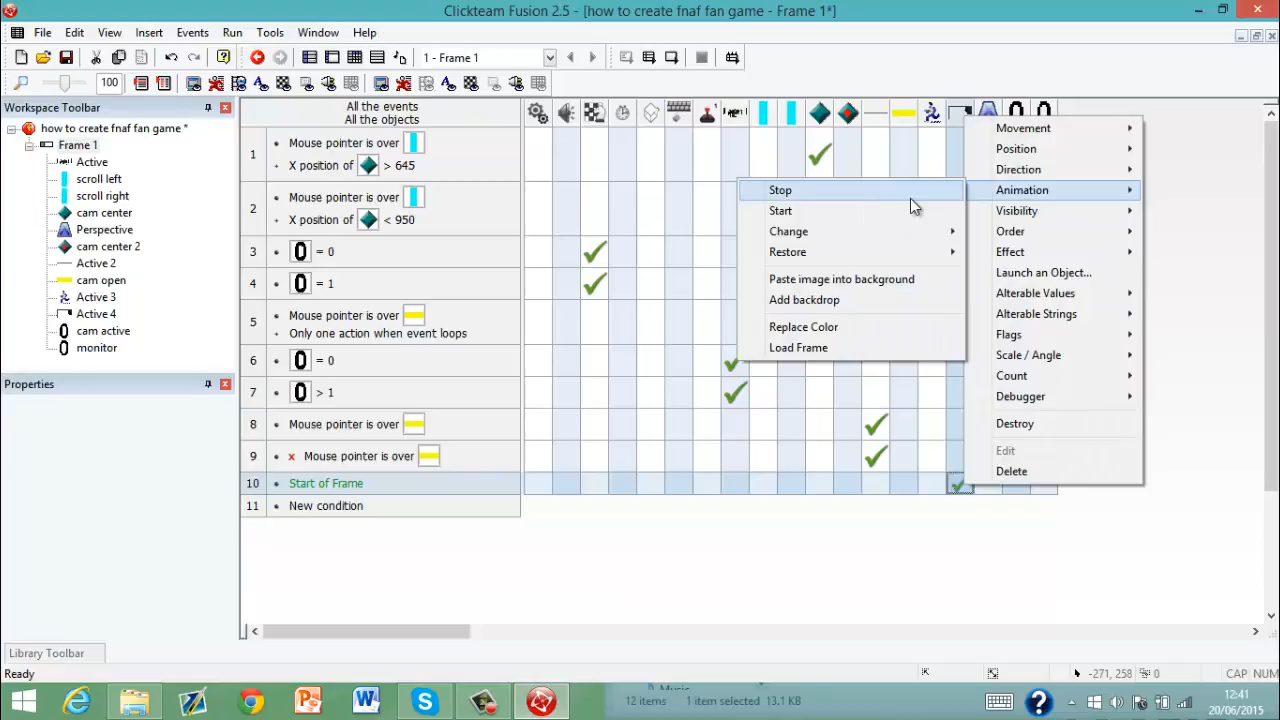 Clickteam Fusion 2.5 - [how to create fnaf fan game - Frame 1*]
File Edit View Insert Events Run Tools Window Help
1 - Frame 1
100
Workspace Toolbar
how to create fnaf fan game *
Frame 1
Active
scroll left
scroll right
cam center
Perspective
cam center 2
Active 2
cam open
Active 3
Active 4
cam active
monitor
Properties
Library Toolbar
All the events
All the objects
1
Mouse pointer is over
X position of > 645
2
Mouse pointer is over
X position of < 950
3 = 0
4 = 1
5
Mouse pointer is over
Only one action when event loops
6 = 0
7 > 1
8 Mouse pointer is over
9 Mouse pointer is over
10 Start of Frame
11 New condition
Stop
Start
Change
Restore
Paste image into background
Add backdrop
Replace Color
Load Frame
Movement
Position
Direction
Animation
Visibility
Order
Effect
Launch an Object...
Alterable Values
Alterable Strings
Flags
Scale / Angle
Count
Debugger
Destroy
Edit
Delete
Ready
-271, 258
0
CAP NUM
12 items 1 item selected 13.1 KB
12:41
20/06/2015